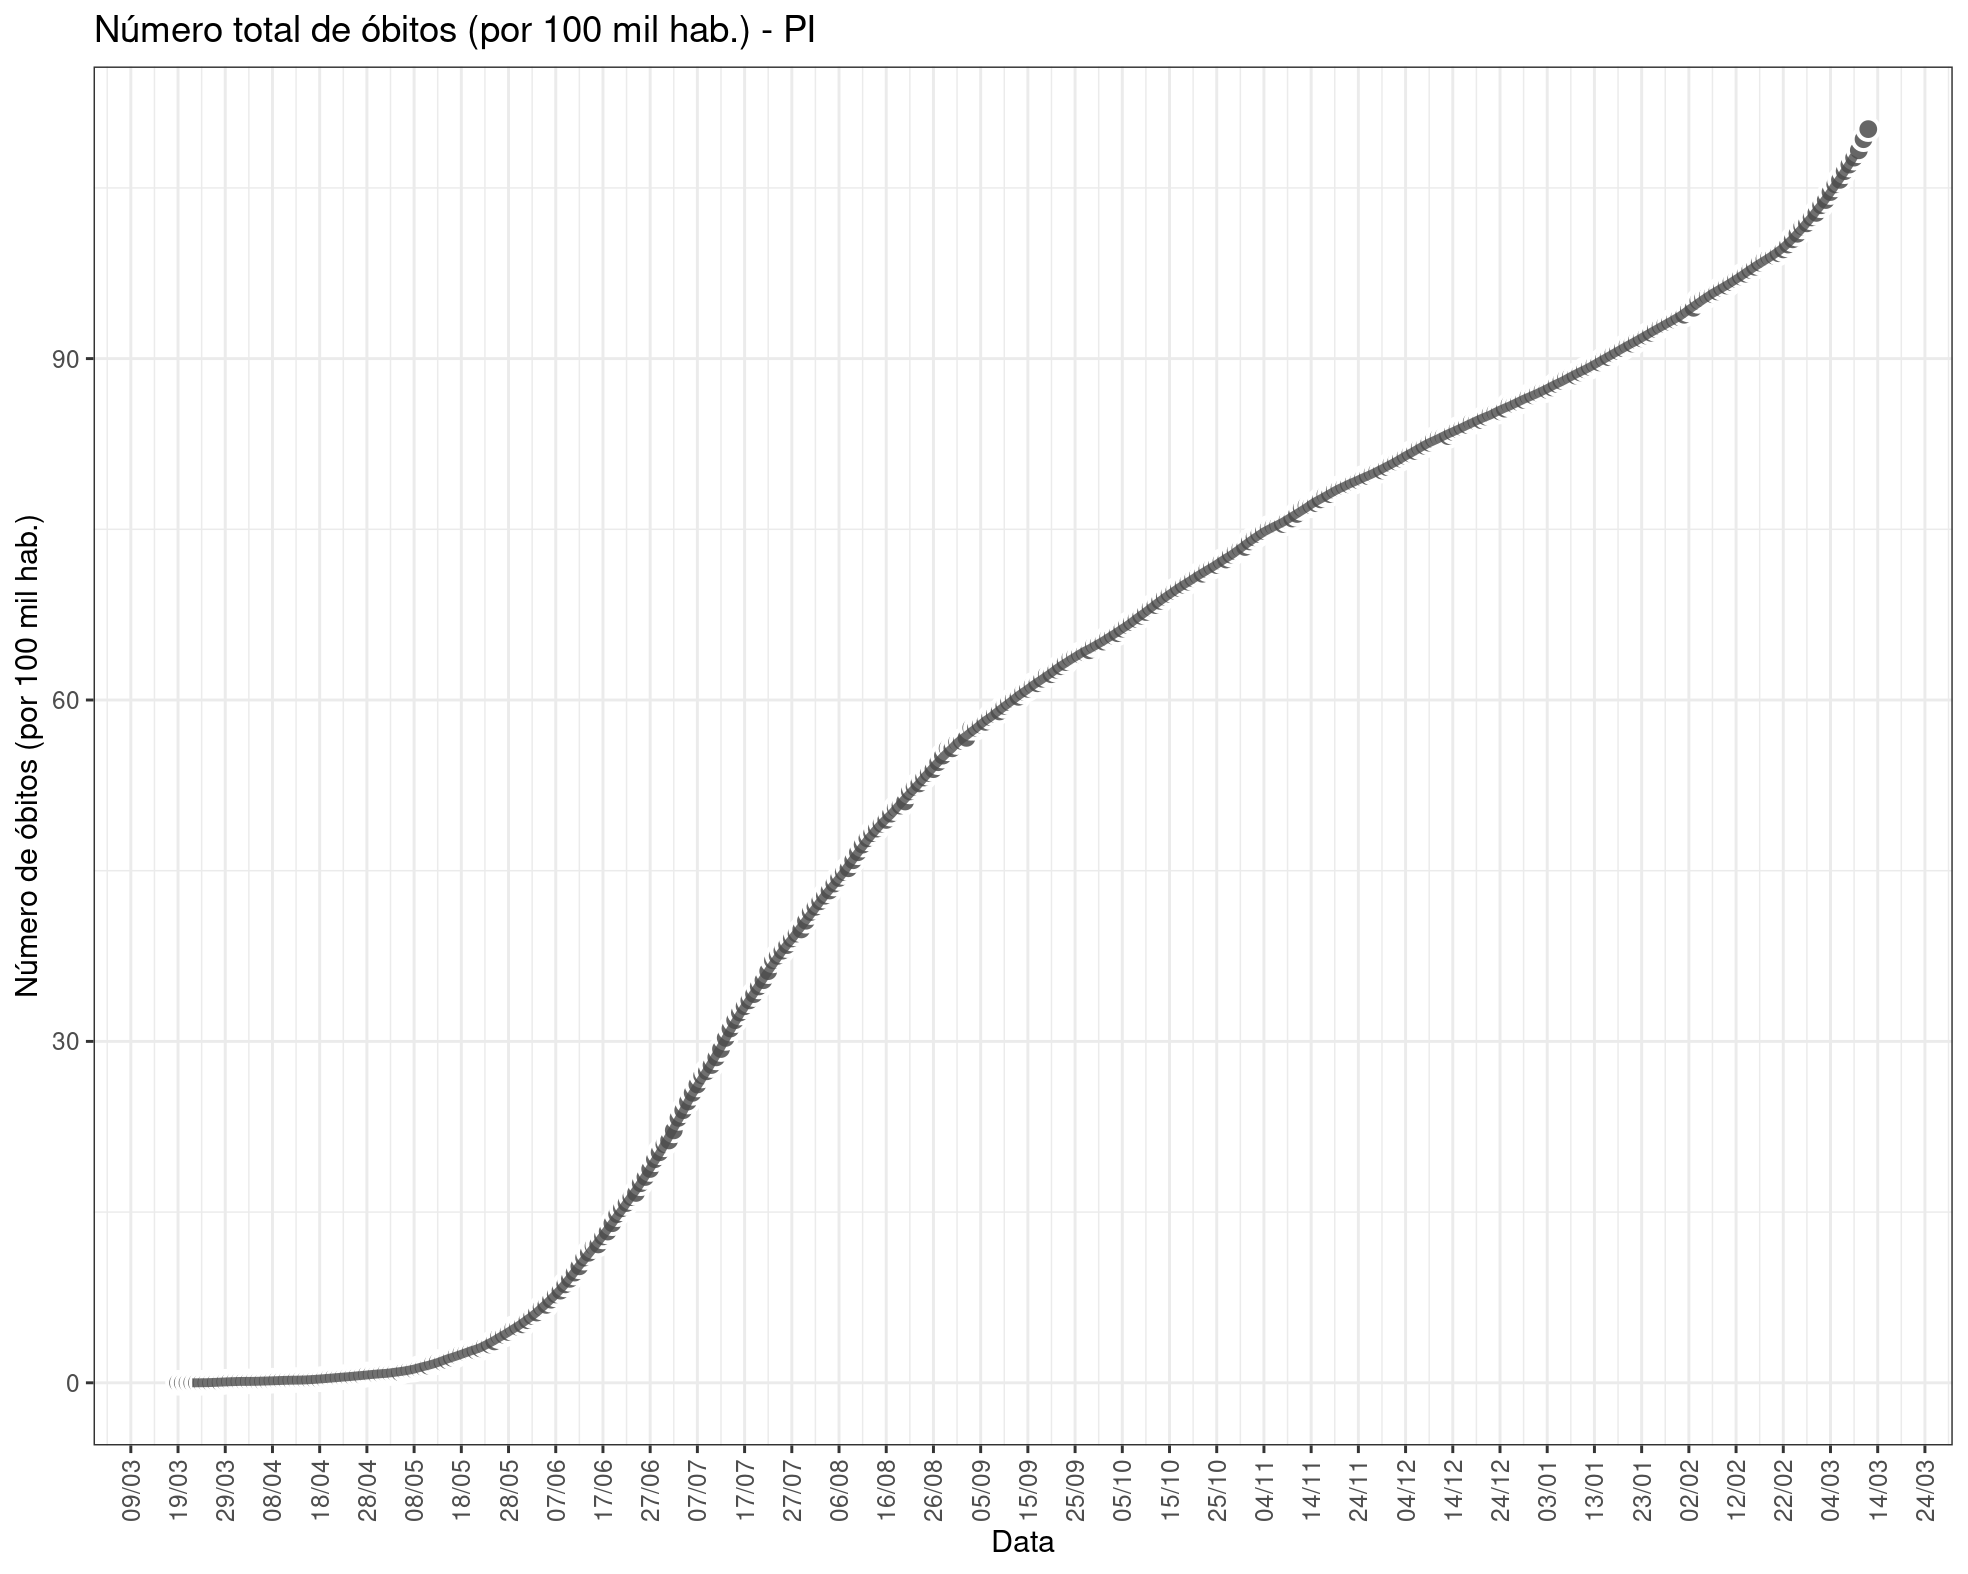 Número total de óbitos (por 100 mil hab.) - PI
Número de óbitos (por 100 mil hab.)
90
60
30
0
09/03 19/03 29/03 08/04 18/04 28/04 08/05 18/05 28/05 07/06 17/06 27/06 07/07 17/07 27/07 06/08 16/08 26/08 05/09 15/09 25/09 05/10 15/10 25/10 04/11 14/11 24/11 04/12 14/12 24/12 03/01 13/01 23/01 02/02 12/02 22/02 04/03 14/03 24/03
Data